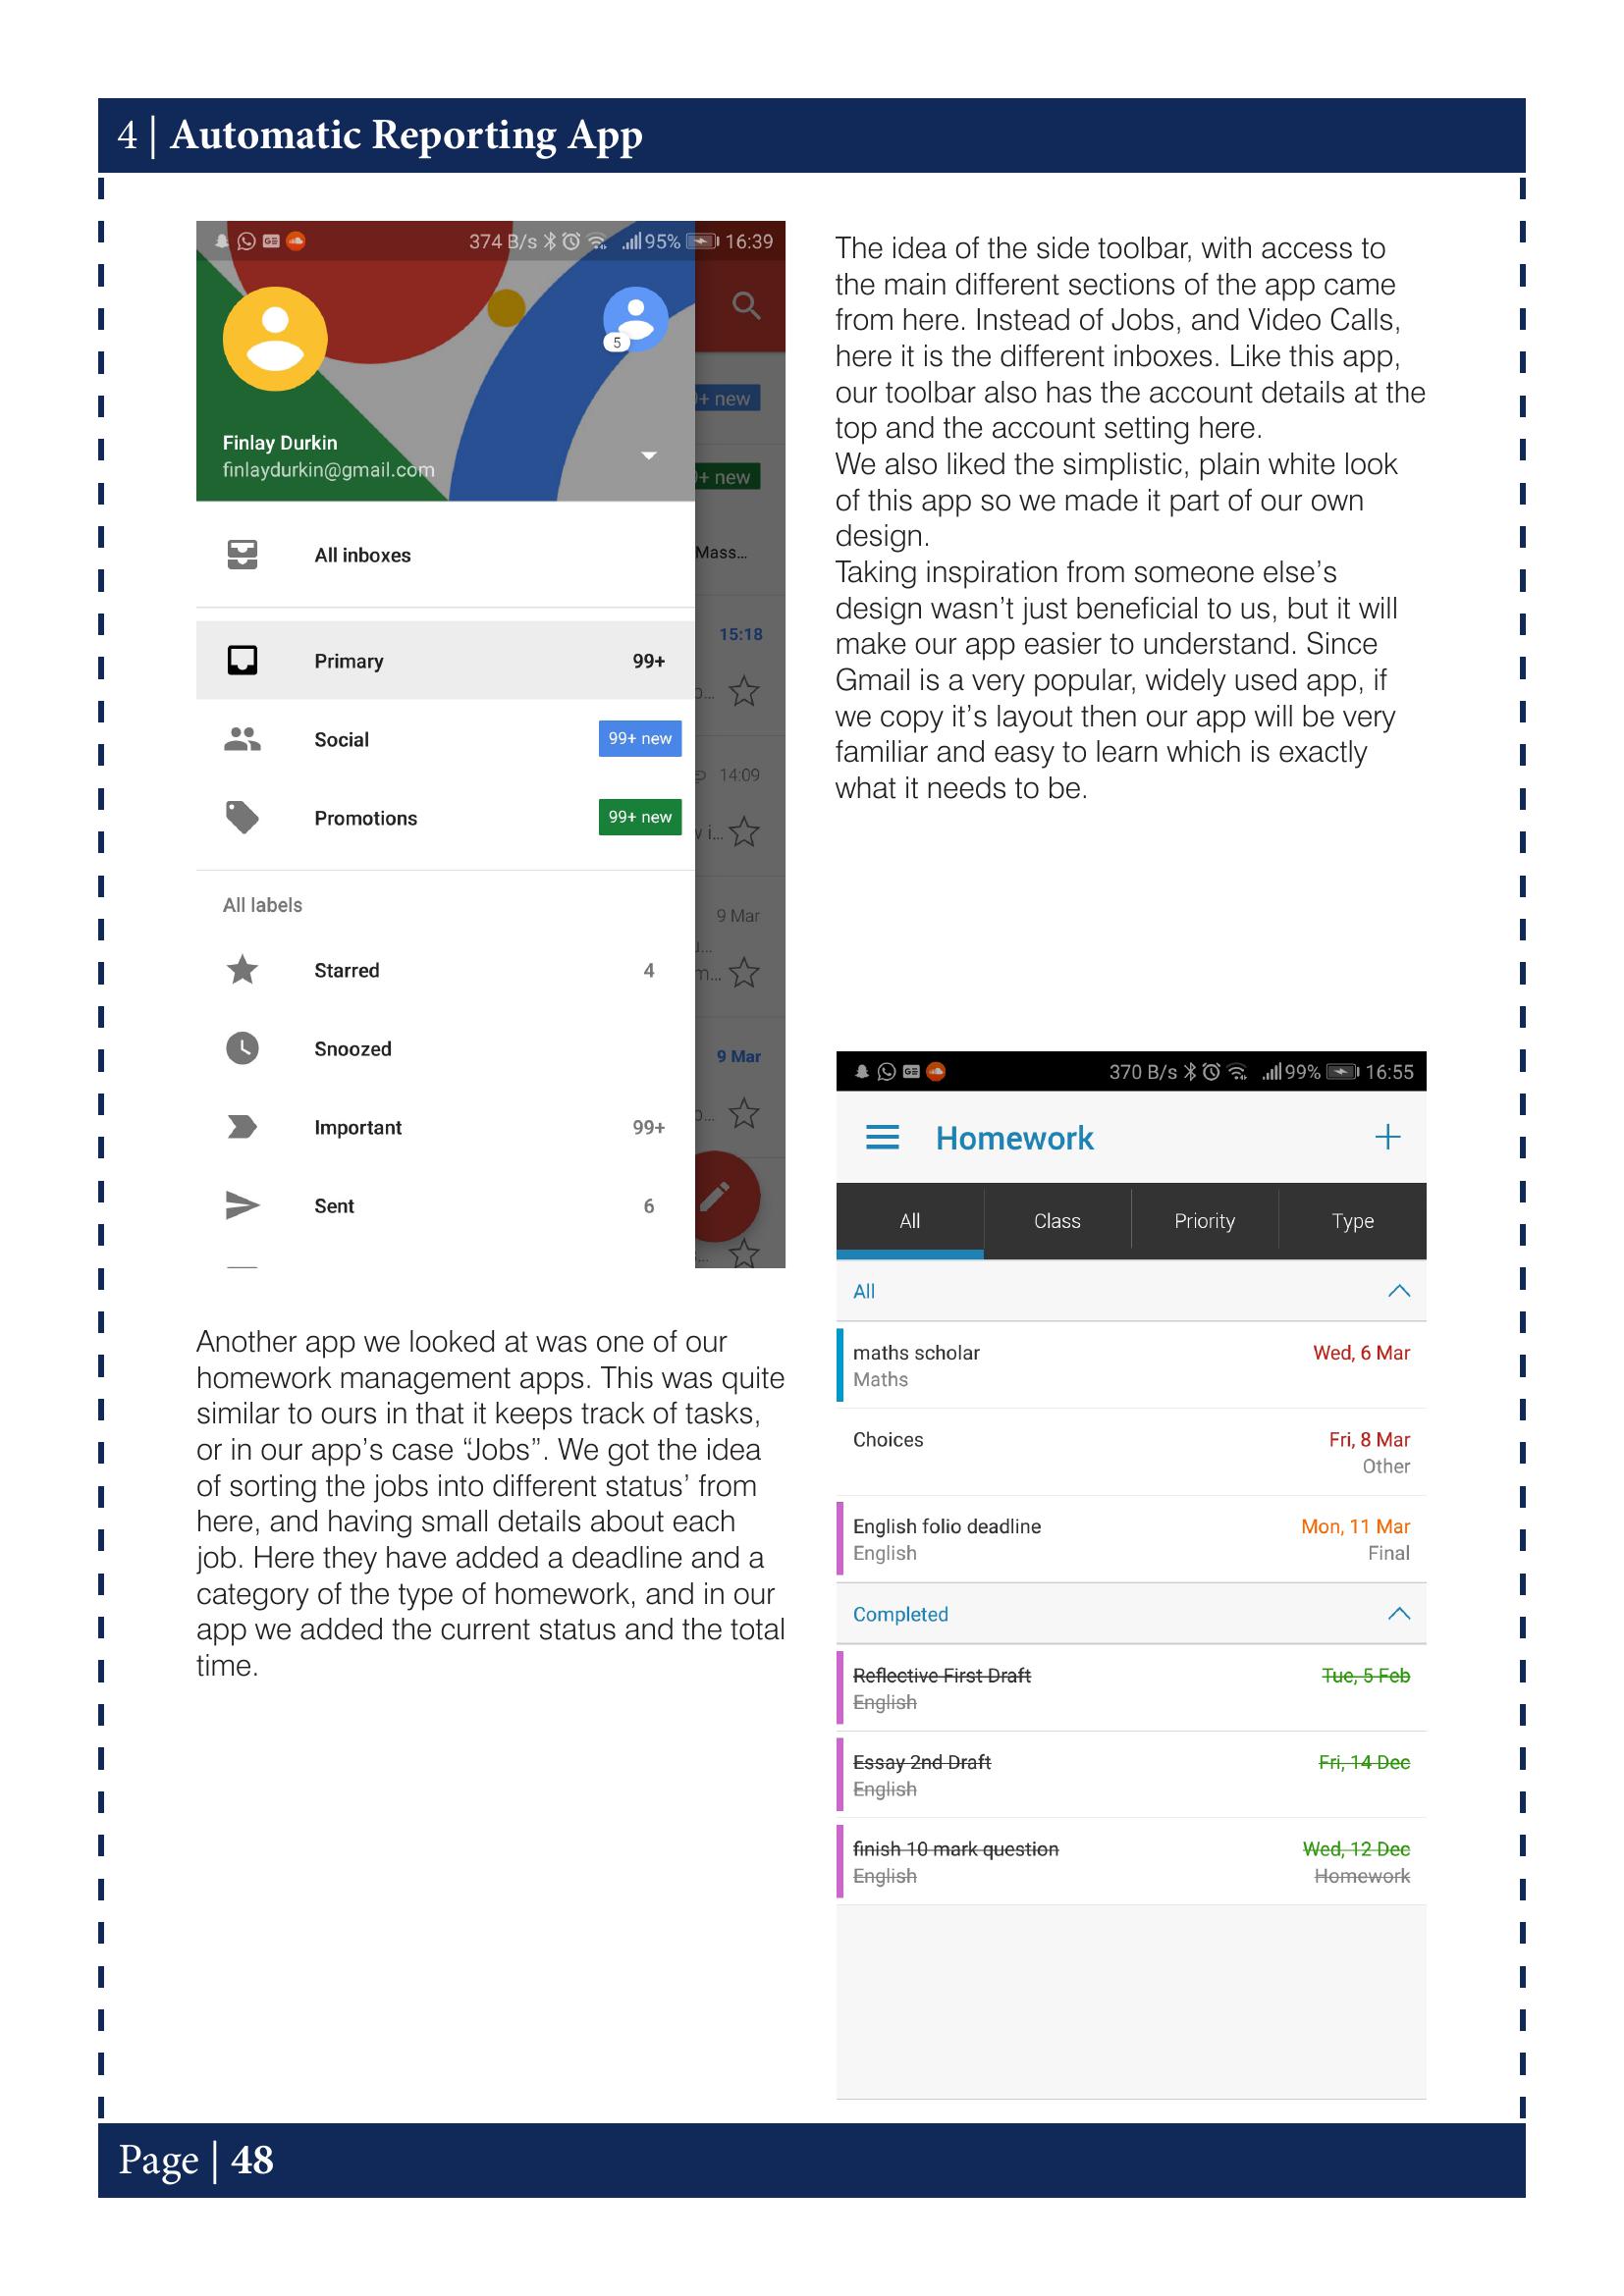 4 | Automatic Reporting App
374 B/s 95% 16:39
5
Finlay Durkin
finlaydurkin@gmail.com
All inboxes
Primary 99+
Social 99+ new
Promotions 99+ new
All labels
Starred 4
Snoozed
Important 99+
Sent 6
+ new
+ new
Mass...
15:18
14:09
9 Mar
9 Mar
The idea of the side toolbar, with access to
the main different sections of the app came
from here. Instead of Jobs, and Video Calls,
here it is the different inboxes. Like this app,
our toolbar also has the account details at the
top and the account setting here.
We also liked the simplistic, plain white look
of this app so we made it part of our own
design.
Taking inspiration from someone else’s
design wasn’t just beneficial to us, but it will
make our app easier to understand. Since
Gmail is a very popular, widely used app, if
we copy it’s layout then our app will be very
familiar and easy to learn which is exactly
what it needs to be.
Another app we looked at was one of our
homework management apps. This was quite
similar to ours in that it keeps track of tasks,
or in our app’s case “Jobs”. We got the idea
of sorting the jobs into different status’ from
here, and having small details about each
job. Here they have added a deadline and a
category of the type of homework, and in our
app we added the current status and the total
time.
GE 370 B/s 99% 16:55
Homework
All Class Priority Type
All
maths scholar Wed, 6 Mar
Maths
Choices Fri, 8 Mar
Other
English folio deadline Mon, 11 Mar
English Final
Completed
Reflective First Draft Tue, 5 Feb
English
Essay 2nd Draft Fri, 14 Dec
English
finish 10 mark question Wed, 12 Dec
English Homework
Page | 48